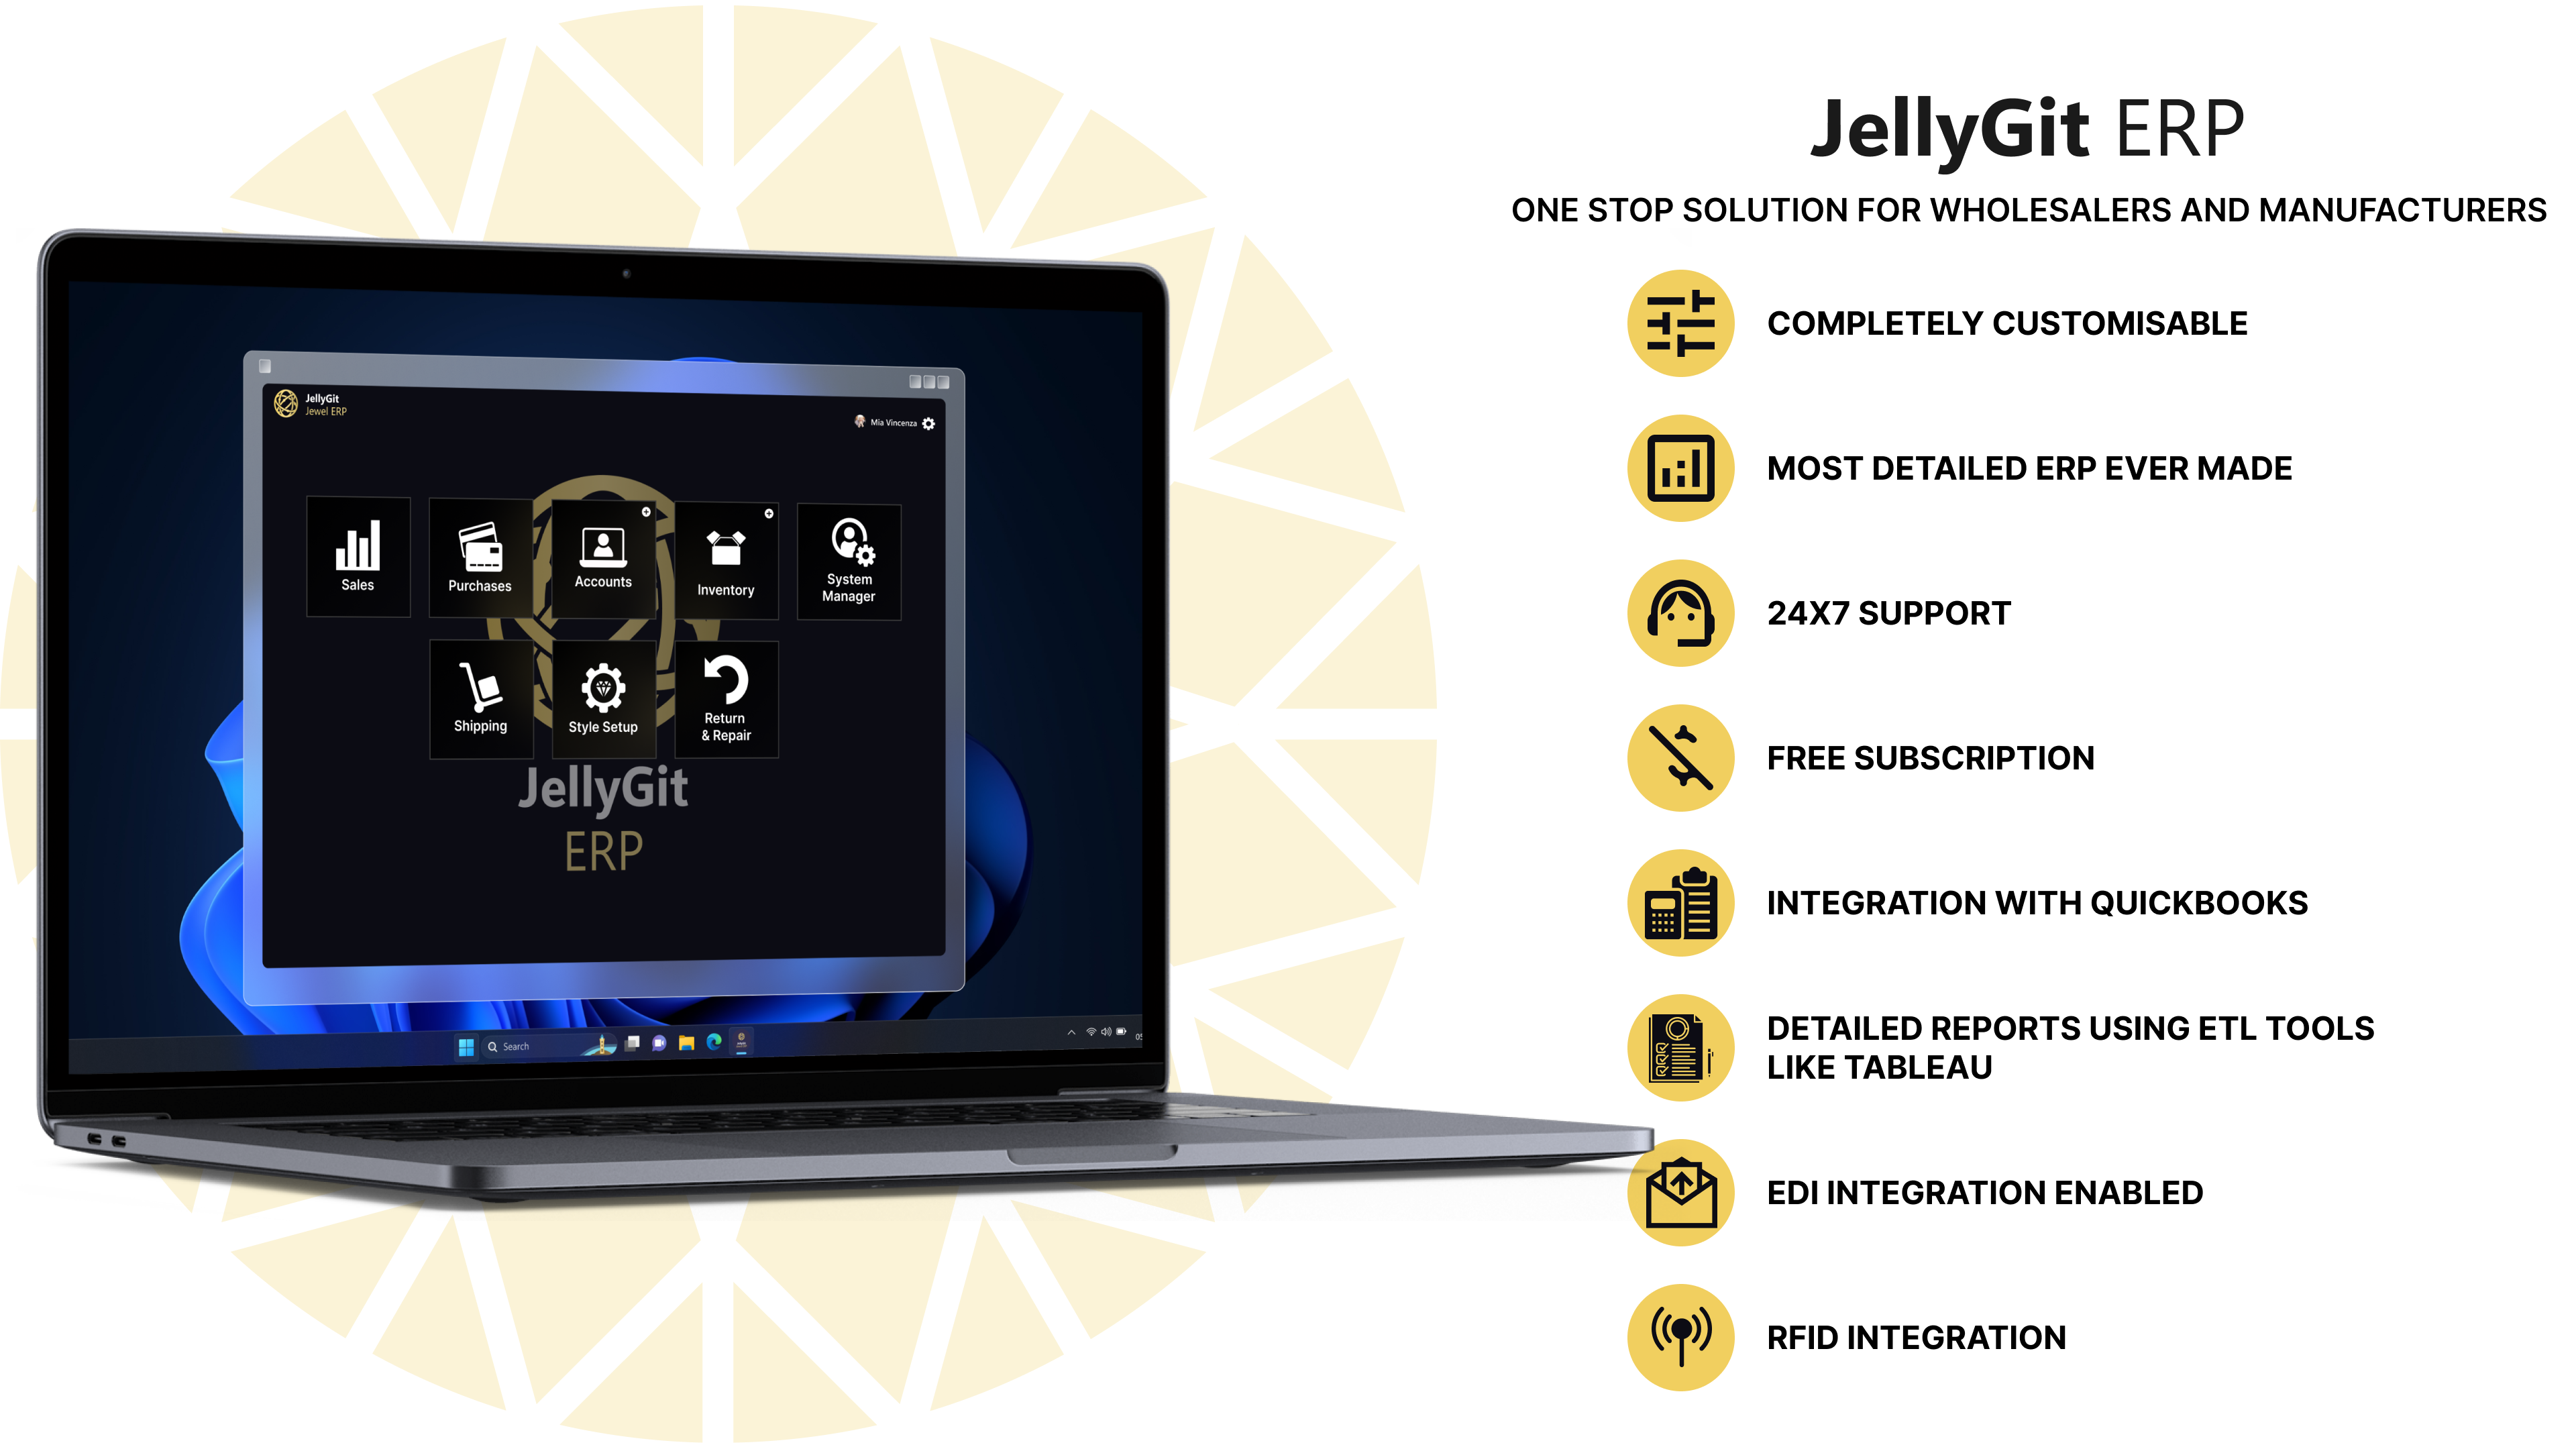 JellyGit ERP
ONE STOP SOLUTION FOR WHOLESALERS AND MANUFACTURERS
COMPLETELY CUSTOMISABLE
MOST DETAILED ERP EVER MADE
24X7 SUPPORT
FREE SUBSCRIPTION
INTEGRATION WITH QUICKBOOKS
DETAILED REPORTS USING ETL TOOLS
LIKE TABLEAU
EDI INTEGRATION ENABLED
RFID INTEGRATION
JellyGit
Jewel ERP
Mia Vincenza
Sales
Purchases
Accounts
Inventory
System
Manager
Shipping
Style Setup
Return
& Repair
JellyGit
ERP
Search